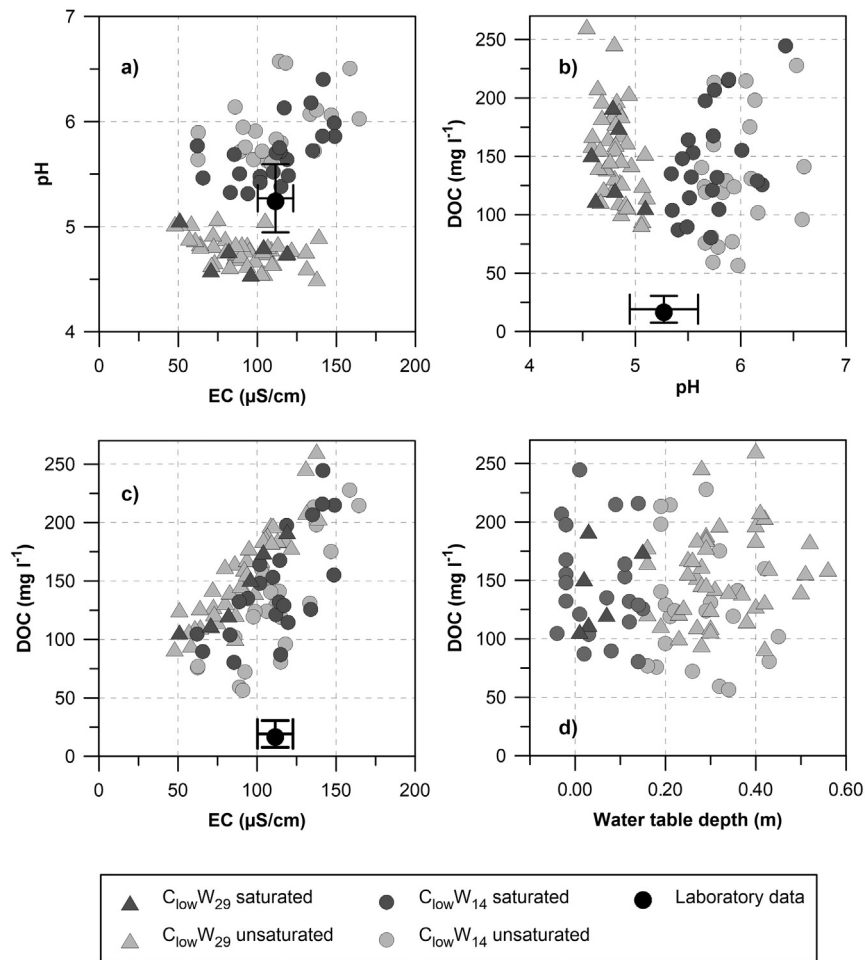 7
6
5
4
a)
pH
0 50 100 150 200
EC (µS/cm)
250
200
150
100
50
0
b)
DOC (mg l⁻¹)
4 5 6 7
pH
250
200
150
100
50
0
c)
DOC (mg l⁻¹)
0 50 100 150 200
EC (µS/cm)
250
200
150
100
50
0
d)
DOC (mg l⁻¹)
0.00 0.20 0.40 0.60
Water table depth (m)
ClowW29 saturated ClowW14 saturated Laboratory data
ClowW29 unsaturated ClowW14 unsaturated